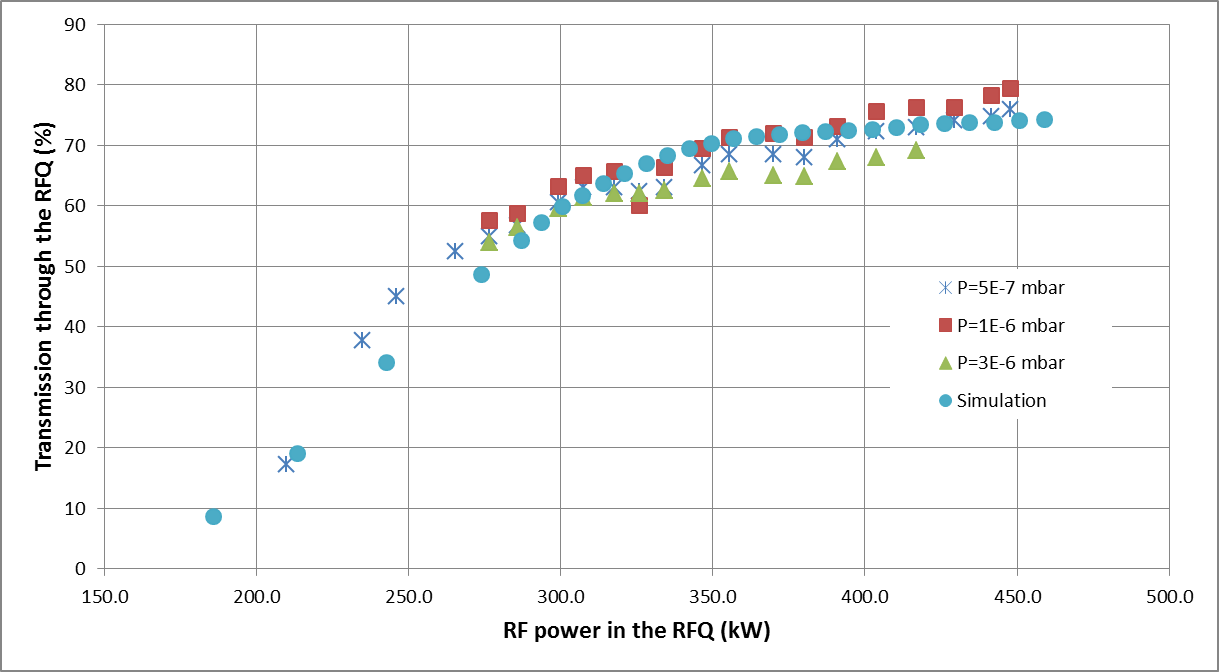 Transmission through the RFQ (%)
90
80
70
60
50
40
30
20
10
0
150.0 200.0 250.0 300.0 350.0 400.0 450.0 500.0
RF power in the RFQ (kW)
P=5E-7 mbar
P=1E-6 mbar
P=3E-6 mbar
Simulation